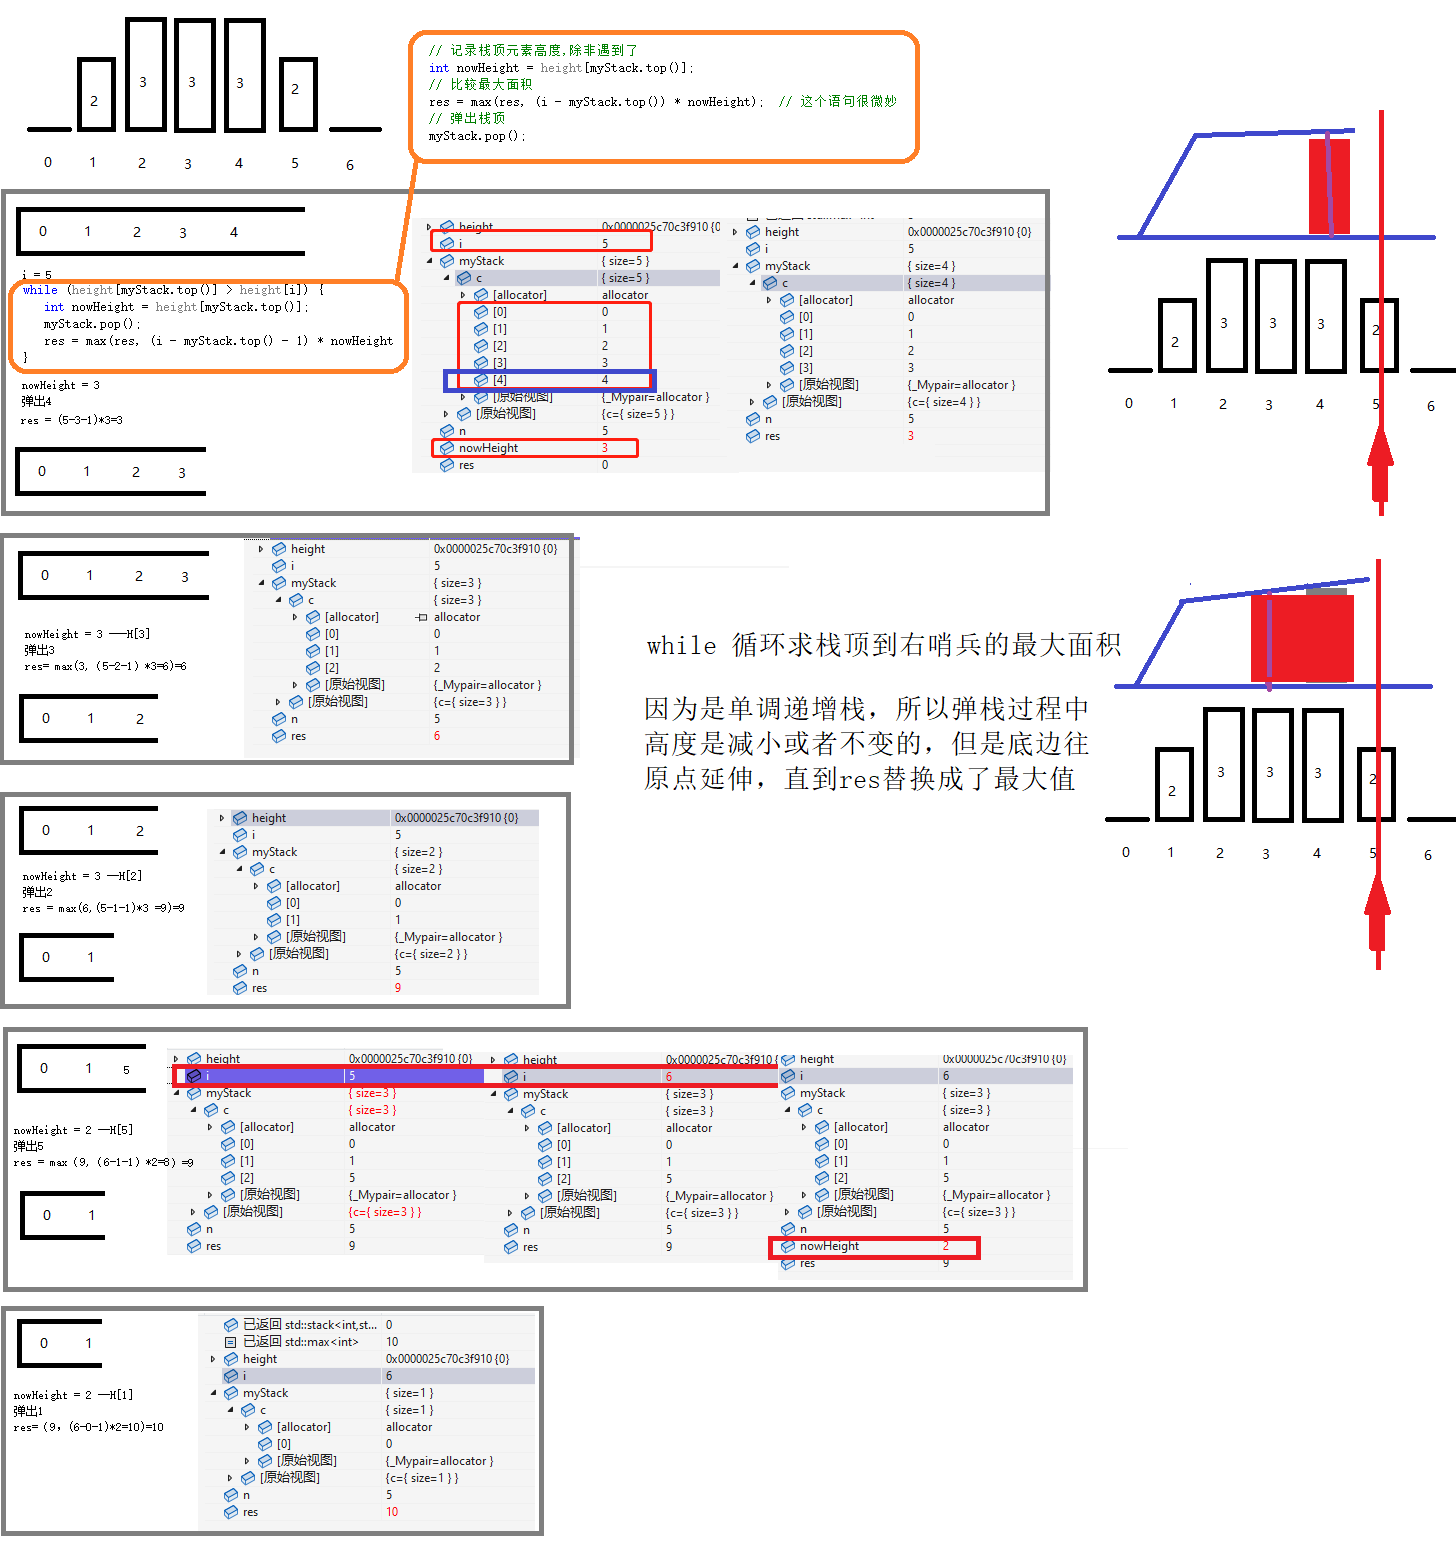 2
3
3
3
2
0
1
2
3
4
5
6
// 记录栈顶元素高度,除非遇到了
int nowHeight = height[myStack.top()];
// 比较最大面积
res = max(res, (i - myStack.top()) * nowHeight); // 这个语句很微妙
// 弹出栈顶
myStack.pop();
0 1 2 3 4
i = 5
while (height[myStack.top()] > height[i]) {
int nowHeight = height[myStack.top()];
myStack.pop();
res = max(res, (i - myStack.top() - 1) * nowHeight
}
nowHeight = 3
弹出4
res = (5-3-1)*3=3
0 1 2 3
height 0x0000025c70c3f910 {0}
i 5
myStack { size=5 }
c { size=5 }
[allocator] allocator
[0] 0
[1] 1
[2] 2
[3] 3
[4] 4
[原始视图] {_Mypair=allocator }
[原始视图] {c={ size=5 } }
n 5
nowHeight 3
res 0
height 0x0000025c70c3f910 {0}
i 5
myStack { size=4 }
c { size=4 }
[allocator] allocator
[0] 0
[1] 1
[2] 2
[3] 3
[原始视图] {_Mypair=allocator }
[原始视图] {c={ size=4 } }
n 5
res 3
2
3
3
3
2
0
1
2
3
4
5
6
0 1 2 3
nowHeight = 3 ——H[3]
弹出3
res= max(3, (5-2-1) *3=6)=6
0 1 2
height 0x0000025c70c3f910 {0}
i 5
myStack { size=3 }
c { size=3 }
[allocator] allocator
[0] 0
[1] 1
[2] 2
[原始视图] {_Mypair=allocator }
[原始视图] {c={ size=3 } }
n 5
res 6
while 循环求栈顶到右哨兵的最大面积
因为是单调递增栈，所以弹栈过程中
高度是减小或者不变的，但是底边往
原点延伸，直到res替换成了最大值
2
3
3
3
2
0
1
2
3
4
5
6
0 1 2
nowHeight = 3 ——H[2]
弹出2
res = max(6,(5-1-1)*3 =9)=9
0 1
height 0x0000025c70c3f910 {0}
i 5
myStack { size=2 }
c { size=2 }
[allocator] allocator
[0] 0
[1] 1
[原始视图] {_Mypair=allocator }
[原始视图] {c={ size=2 } }
n 5
res 9
0 1 5
nowHeight = 2 ——H[5]
弹出5
res = max (9, (6-1-1) *2=8) =9
0 1
height 0x0000025c70c3f910 {0}
i 5
myStack { size=3 }
c { size=3 }
[allocator] allocator
[0] 0
[1] 1
[2] 5
[原始视图] {_Mypair=allocator }
[原始视图] {c={ size=3 } }
n 5
res 9
height 0x0000025c70c3f910 {
i 6
myStack { size=3 }
c { size=3 }
[allocator] allocator
[0] 0
[1] 1
[2] 5
[原始视图] {_Mypair=allocator }
[原始视图] {c={ size=3 } }
n 5
res 9
height 0x0000025c70c3f910 {0}
i 6
myStack { size=3 }
c { size=3 }
[allocator] allocator
[0] 0
[1] 1
[2] 5
[原始视图] {_Mypair=allocator }
[原始视图] {c={ size=3 } }
n 5
nowHeight 2
res 9
0 1
nowHeight = 2 ——H[1]
弹出1
res= (9, (6-0-1)*2=10)=10
已返回 std::stack<int,st... 0
已返回 std::max<int> 10
height 0x0000025c70c3f910 {0}
i 6
myStack { size=1 }
c { size=1 }
[allocator] allocator
[0] 0
[原始视图] {_Mypair=allocator }
[原始视图] {c={ size=1 } }
n 5
res 10